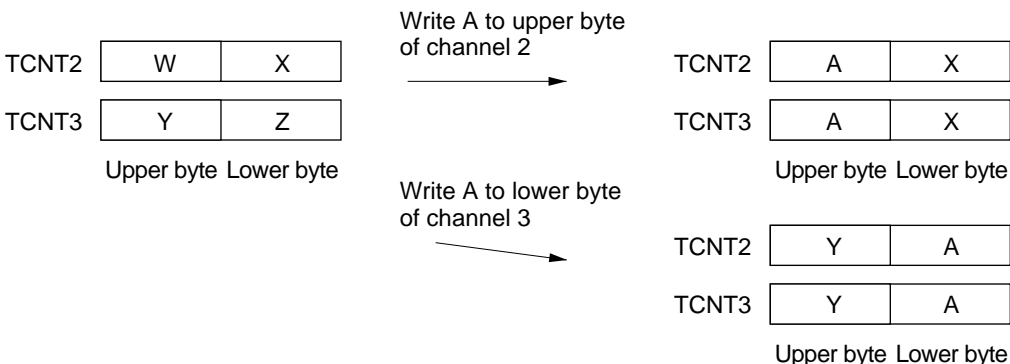 Write A to upper byte
of channel 2
TCNT2 W X
TCNT3 Y Z
Upper byte Lower byte
TCNT2 A X
TCNT3 A X
Upper byte Lower byte
Write A to lower byte
of channel 3
TCNT2 Y A
TCNT3 Y A
Upper byte Lower byte